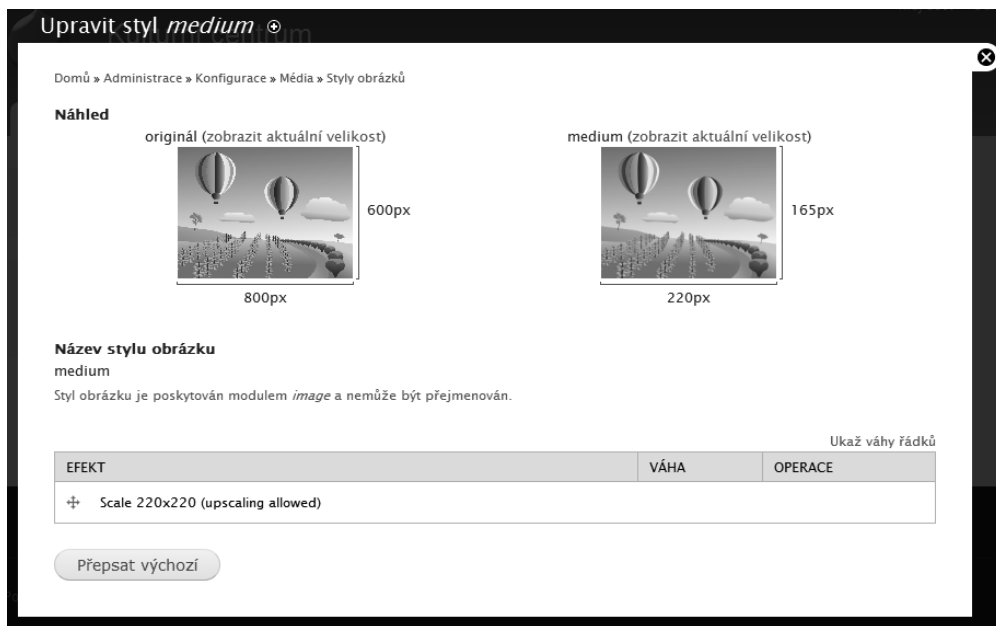 Upravit styl medium
Kulturní centrum
Domů » Administrace » Konfigurace » Média » Styly obrázků
Náhled
originál (zobrazit aktuální velikost)
medium (zobrazit aktuální velikost)
600px
165px
800px
220px
Název stylu obrázku
medium
Styl obrázku je poskytován modulem image a nemůže být přejmenován.
Ukaž váhy řádků
EFEKT VÁHA OPERACE
Scale 220x220 (upscaling allowed)
Přepsat výchozí